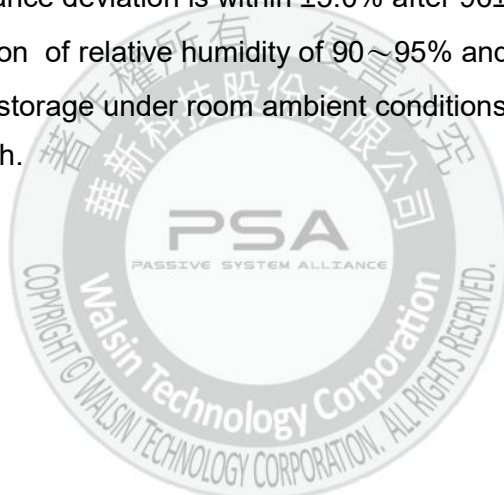 ance deviation is within ±5.0% after 96±
on of relative humidity of 90～95% and
storage under room ambient conditions
h.
著作權所有 侵害必究
華新科技股份有限公司
PSA
PASSIVE SYSTEM ALLIANCE
Walsin Technology Corporation
COPYRIGHT © WALSIN TECHNOLOGY CORPORATION. ALL RIGHTS RESERVED.